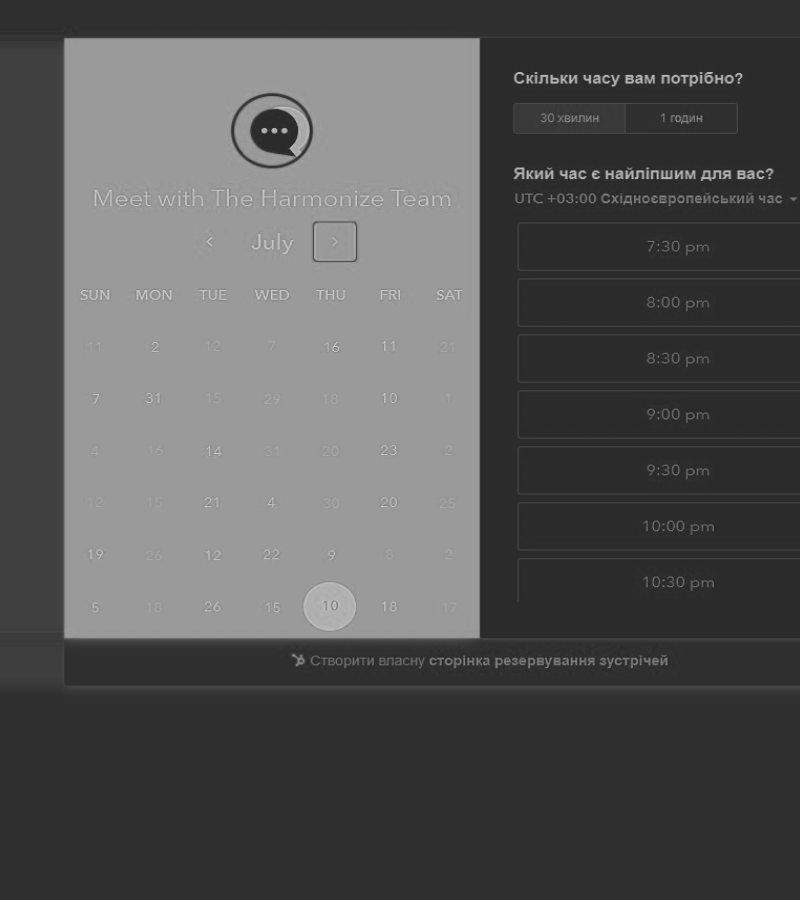 Meet with The Harmonize Team
July
SUN MON TUE WED THU FRI SAT
11 2 12 7 16 11 21
7 31 15 29 18 10 1
4 16 14 31 20 23 2
12 15 21 4 30 20 25
19 26 12 22 9 3 2
5 18 26 15 10 18 17
Скільки часу вам потрібно?
30 хвилин 1 годин
Який час є найліпшим для вас?
UTC +03:00 Східноєвропейський час
7:30 pm
8:00 pm
8:30 pm
9:00 pm
9:30 pm
10:00 pm
10:30 pm
Створити власну сторінка резервування зустрічей